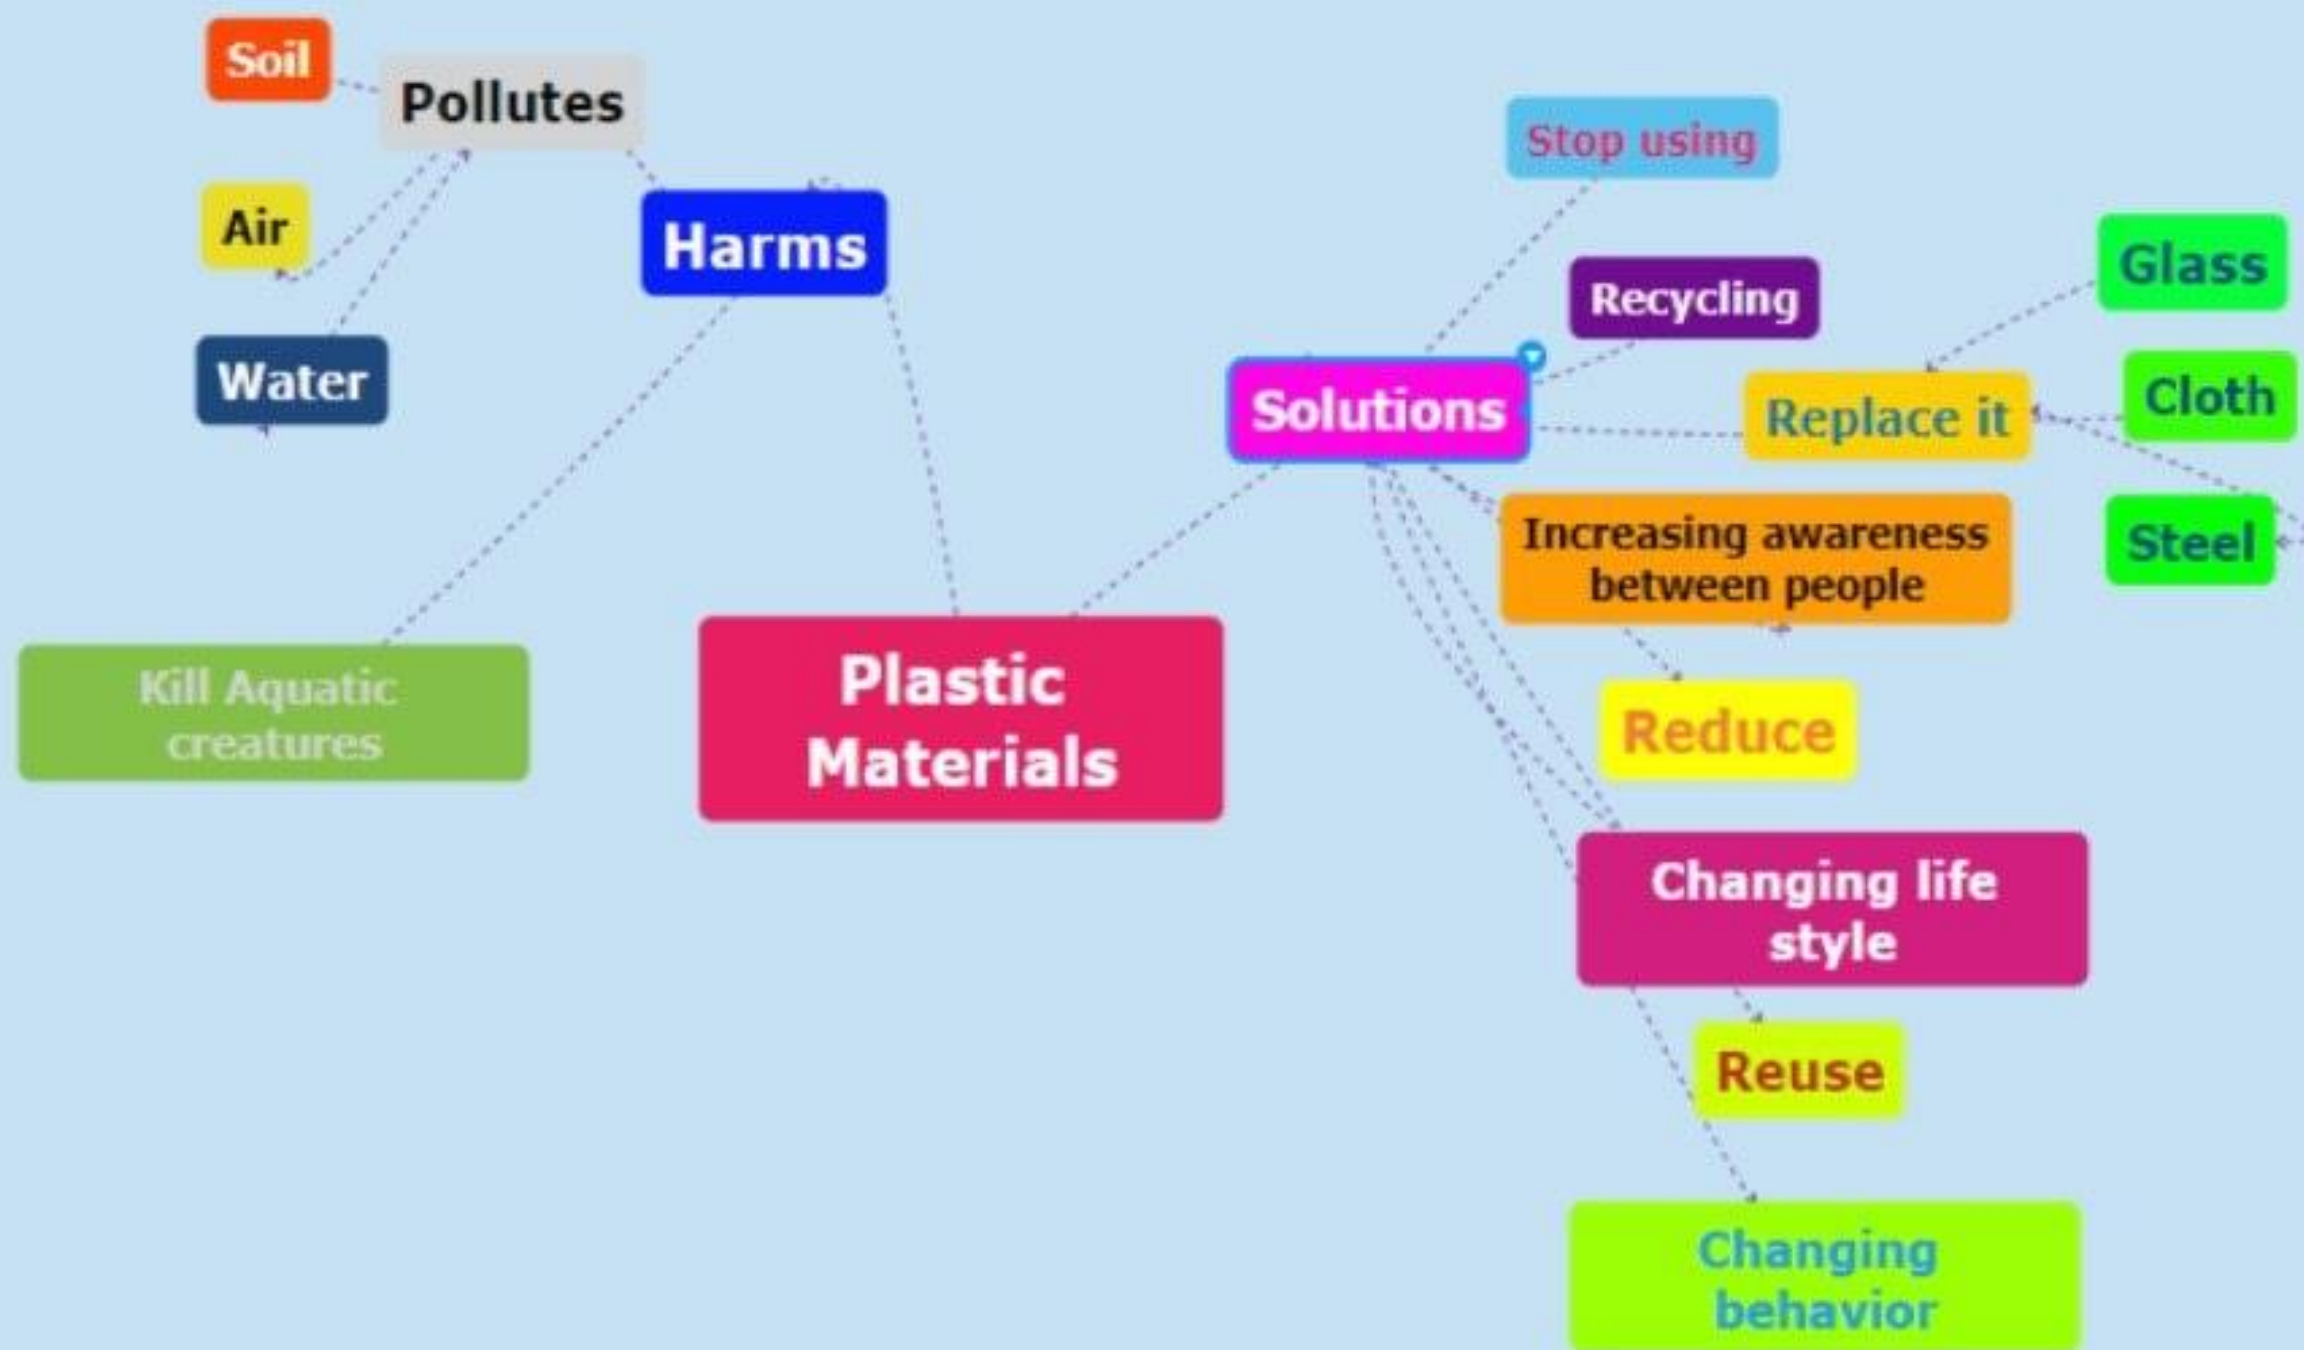 Soil
Pollutes
Air
Water
Harms
Kill Aquatic
creatures
Plastic
Materials
Solutions
Stop using
Recycling
Replace it
Glass
Cloth
Steel
Increasing awareness
between people
Reduce
Changing life
style
Reuse
Changing
behavior